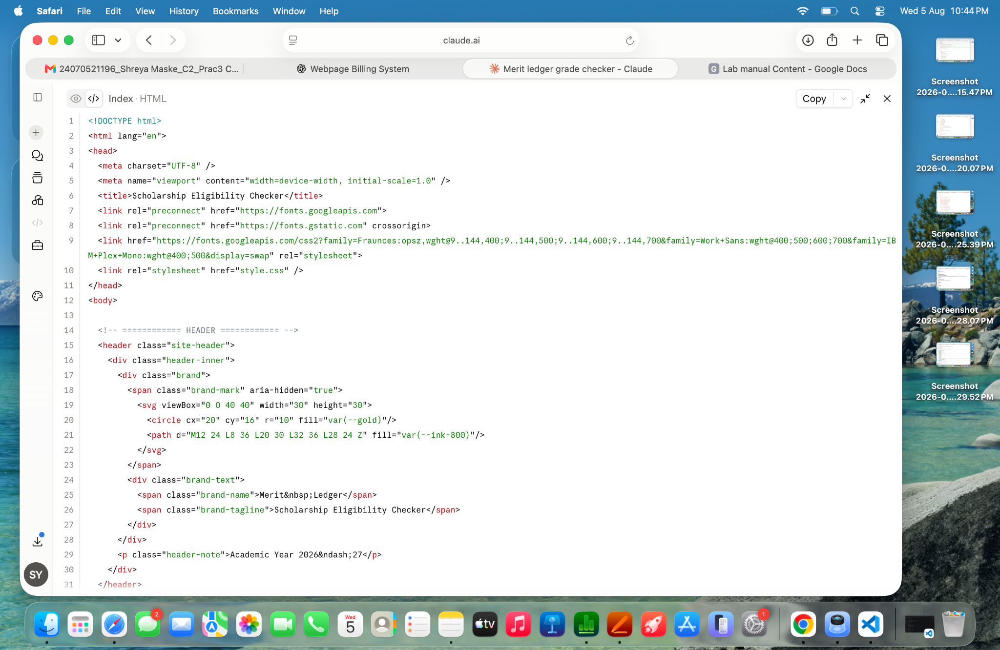 Safari File Edit View History Bookmarks Window Help Wed 5 Aug 10:44 PM
claude.ai
24070521196_Shreya Maske_C2_Prac3 C... Webpage Billing System Merit ledger grade checker - Claude G Lab manual Content - Google Docs
Index · HTML Copy
1 <!DOCTYPE html>
2 <html lang="en">
3 <head>
4 <meta charset="UTF-8" />
5 <meta name="viewport" content="width=device-width, initial-scale=1.0" />
6 <title>Scholarship Eligibility Checker</title>
7 <link rel="preconnect" href="https://fonts.googleapis.com">
8 <link rel="preconnect" href="https://fonts.gstatic.com" crossorigin>
9 <link href="https://fonts.googleapis.com/css2?family=Fraunces:opsz,wght@9..144,400;9..144,500;9..144,600;9..144,700&family=Work+Sans:wght@400;500;600;700&family=IB
M+Plex+Mono:wght@400;500&display=swap" rel="stylesheet">
10 <link rel="stylesheet" href="style.css" />
11 </head>
12 <body>
13
14 <!-- ============ HEADER ============ -->
15 <header class="site-header">
16 <div class="header-inner">
17 <div class="brand">
18 <span class="brand-mark" aria-hidden="true">
19 <svg viewBox="0 0 40 40" width="30" height="30">
20 <circle cx="20" cy="16" r="10" fill="var(--gold)"/>
21 <path d="M12 24 L8 36 L20 30 L32 36 L28 24 Z" fill="var(--ink-800)"/>
22 </svg>
23 </span>
24 <div class="brand-text">
25 <span class="brand-name">Merit&nbsp;Ledger</span>
26 <span class="brand-tagline">Scholarship Eligibility Checker</span>
27 </div>
28 </div>
29 <p class="header-note">Academic Year 2026&ndash;27</p>
30 </div>
31 </header>
SY
Screenshot
2026-0....15.47 PM
Screenshot
2026-0....20.07 PM
Screenshot
2026-0....25.39 PM
Screenshot
2026-0....28.07 PM
Screenshot
2026-0....29.52 PM
2
Wed
5
tv
1